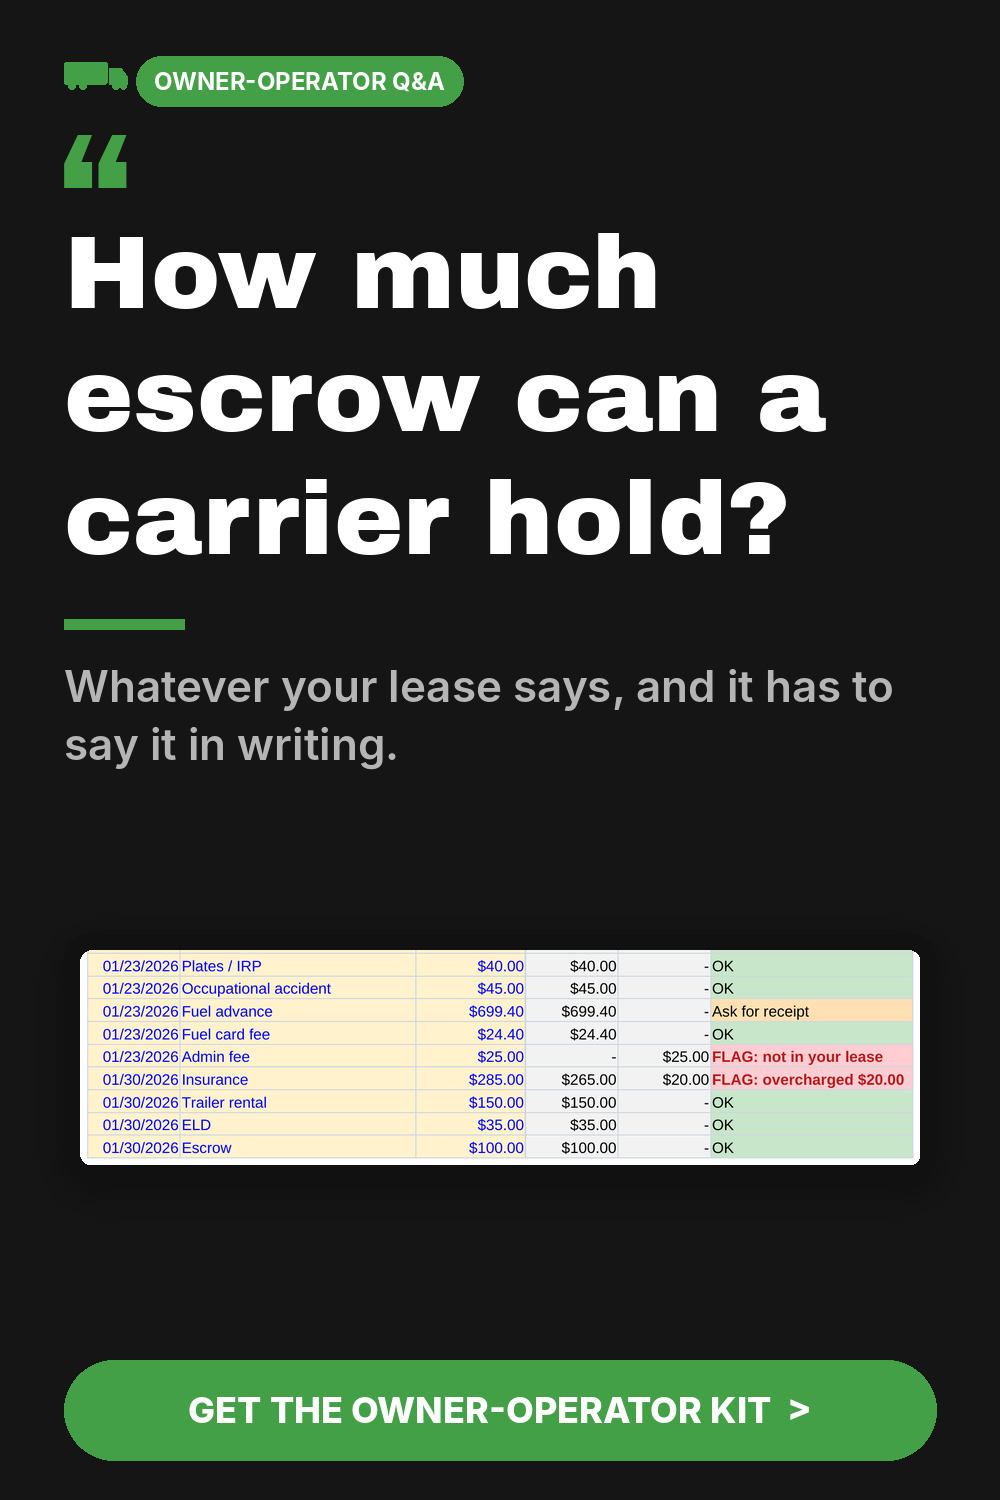 OWNER-OPERATOR Q&A
“
How much
escrow can a
carrier hold?
Whatever your lease says, and it has to
say it in writing.
01/23/2026 Plates / IRP $40.00 $40.00 - OK
01/23/2026 Occupational accident $45.00 $45.00 - OK
01/23/2026 Fuel advance $699.40 $699.40 - Ask for receipt
01/23/2026 Fuel card fee $24.40 $24.40 - OK
01/23/2026 Admin fee $25.00 - $25.00 FLAG: not in your lease
01/30/2026 Insurance $285.00 $265.00 $20.00 FLAG: overcharged $20.00
01/30/2026 Trailer rental $150.00 $150.00 - OK
01/30/2026 ELD $35.00 $35.00 - OK
01/30/2026 Escrow $100.00 $100.00 - OK
GET THE OWNER-OPERATOR KIT >